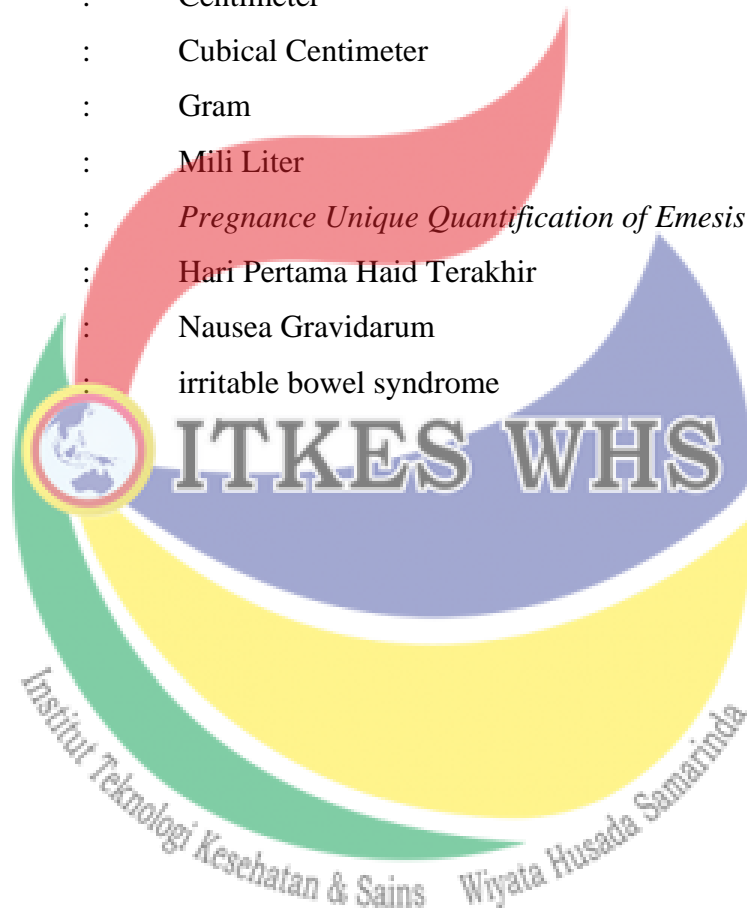 : Centimeter
: Cubical Centimeter
: Gram
: Mili Liter
: Pregnance Unique Quantification of Emesis
: Hari Pertama Haid Terakhir
: Nausea Gravidarum
: irritable bowel syndrome
ITKES WHS
Institut Teknologi Kesehatan & Sains Wiyata Husada Samarinda